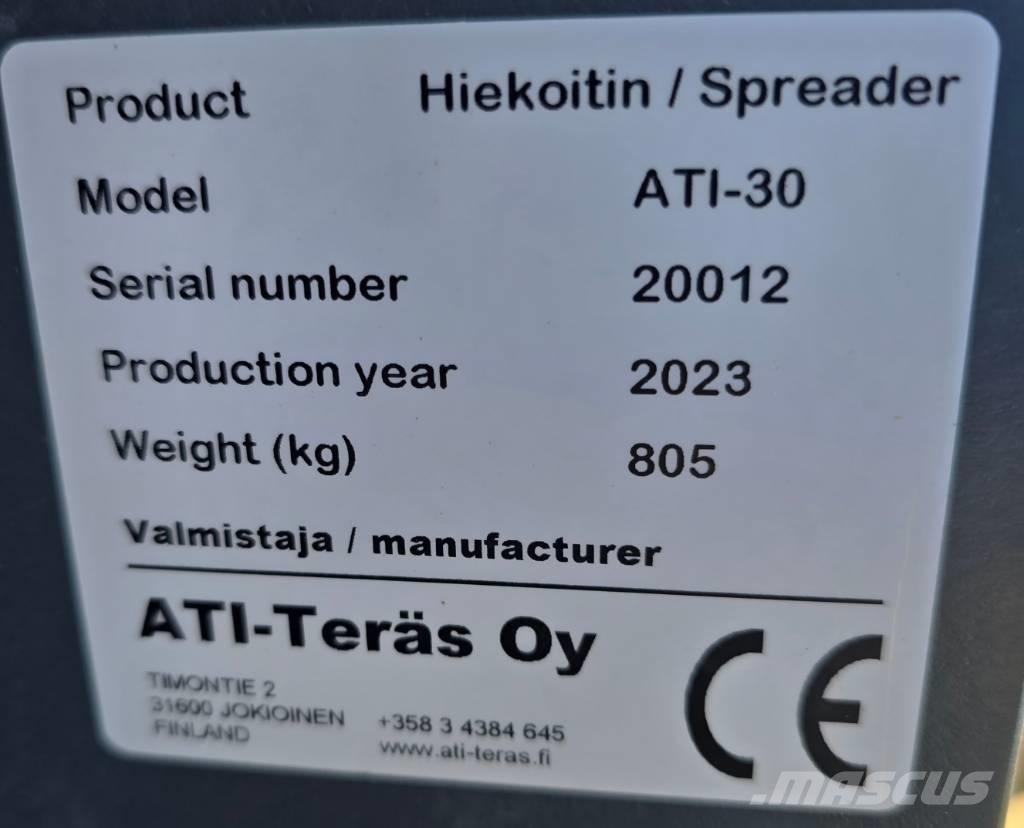 Product Hiekoitin / Spreader
Model ATI-30
Serial number 20012
Production year 2023
Weight (kg) 805
Valmistaja / manufacturer
ATI-Teräs Oy
TIMONTIE 2
31600 JOKIOINEN
FINLAND
+358 3 4384 645
www.ati-teras.fi
CE
.MASCUS